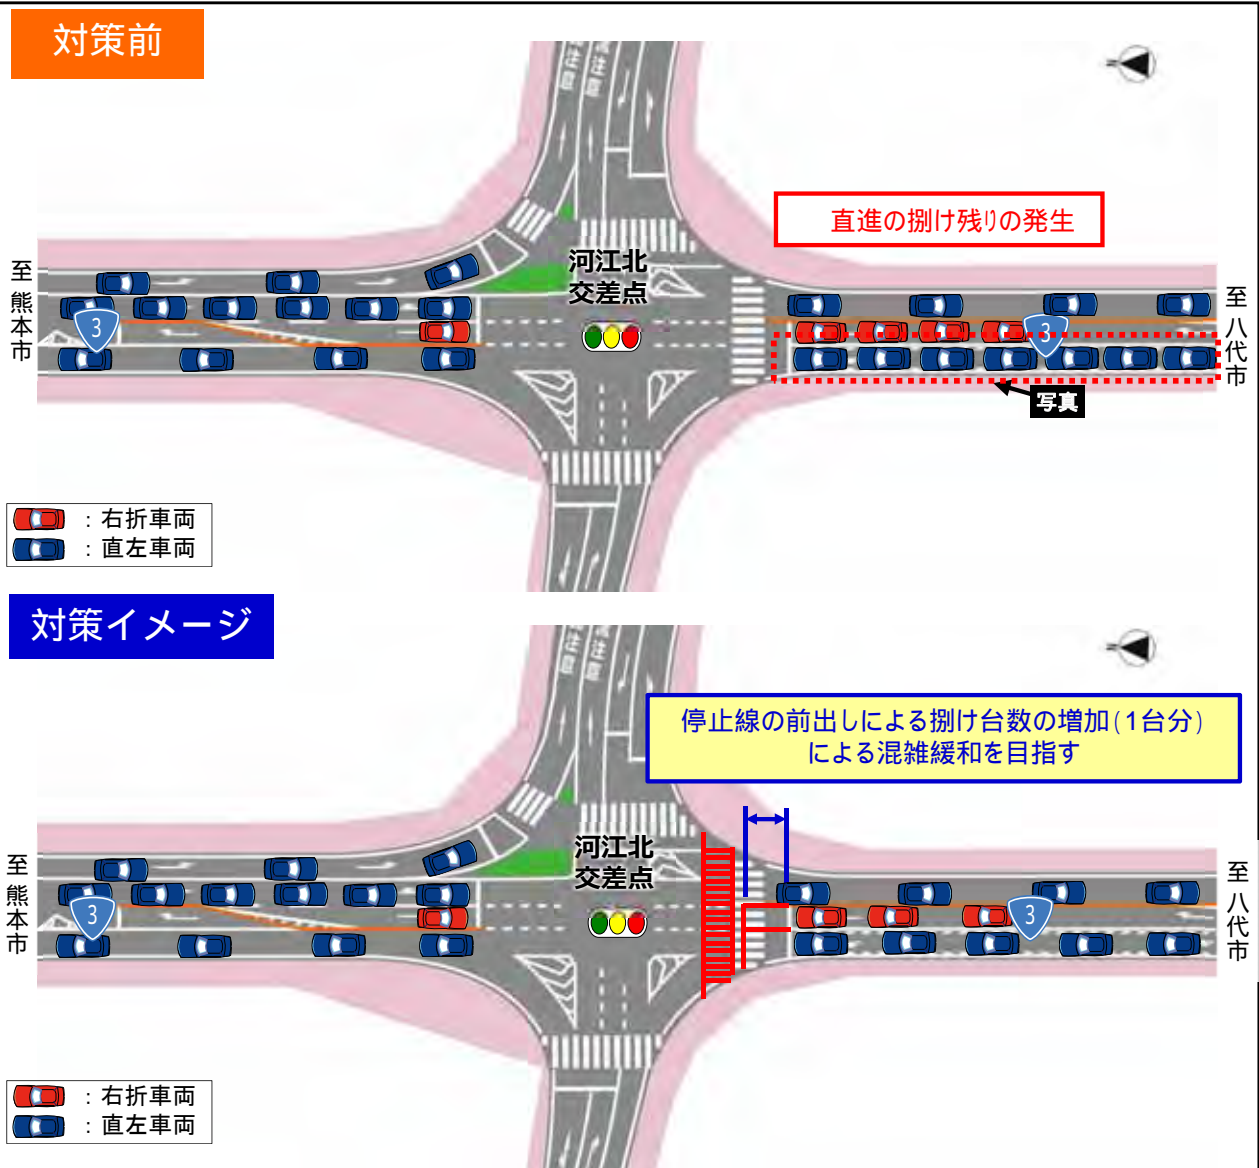 対策前
直進の捌け残りの発生
河江北
交差点
至 熊本市
3
至 八代市
3
写真
：右折車両
：直左車両
対策イメージ
停止線の前出しによる捌け台数の増加(1台分)
による混雑緩和を目指す
河江北
交差点
至 熊本市
3
至 八代市
3
：右折車両
：直左車両